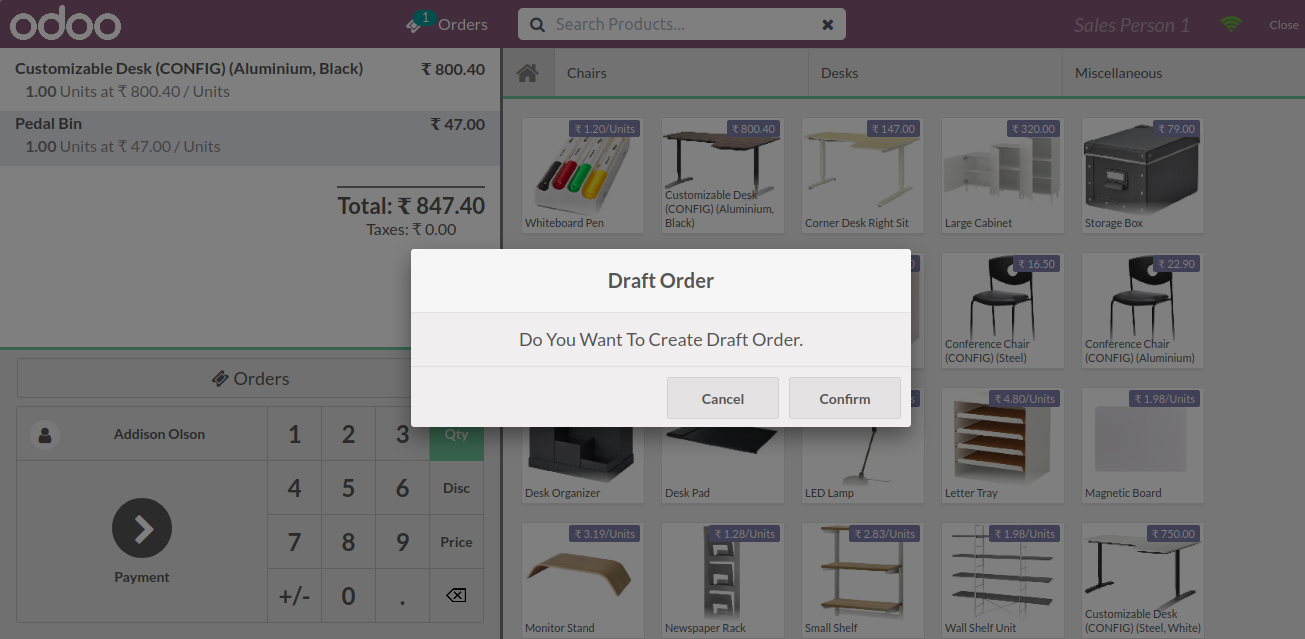 odoo
1
Orders
Search Products...
Sales Person 1
Close
Customizable Desk (CONFIG) (Aluminium, Black)
₹ 800.40
1.00 Units at ₹ 800.40 / Units
Pedal Bin
₹ 47.00
1.00 Units at ₹ 47.00 / Units
Total: ₹ 847.40
Taxes: ₹ 0.00
Chairs
Desks
Miscellaneous
₹ 1.20/Units
Whiteboard Pen
₹ 800.40
Customizable Desk
(CONFIG) (Aluminium,
Black)
₹ 147.00
Corner Desk Right Sit
₹ 320.00
Large Cabinet
₹ 79.00
Storage Box
₹ 16.50
Conference Chair
(CONFIG) (Steel)
₹ 22.90
Conference Chair
(CONFIG) (Aluminium)
Draft Order
Do You Want To Create Draft Order.
Cancel
Confirm
Orders
Addison Olson
Payment
1
2
3
Qty
4
5
6
Disc
7
8
9
Price
+/-
0
.
Desk Organizer
Desk Pad
LED Lamp
₹ 4.80/Units
Letter Tray
₹ 1.98/Units
Magnetic Board
₹ 3.19/Units
Monitor Stand
₹ 1.28/Units
Newspaper Rack
₹ 2.83/Units
Small Shelf
₹ 1.98/Units
Wall Shelf Unit
₹ 750.00
Customizable Desk
(CONFIG) (Steel, White)